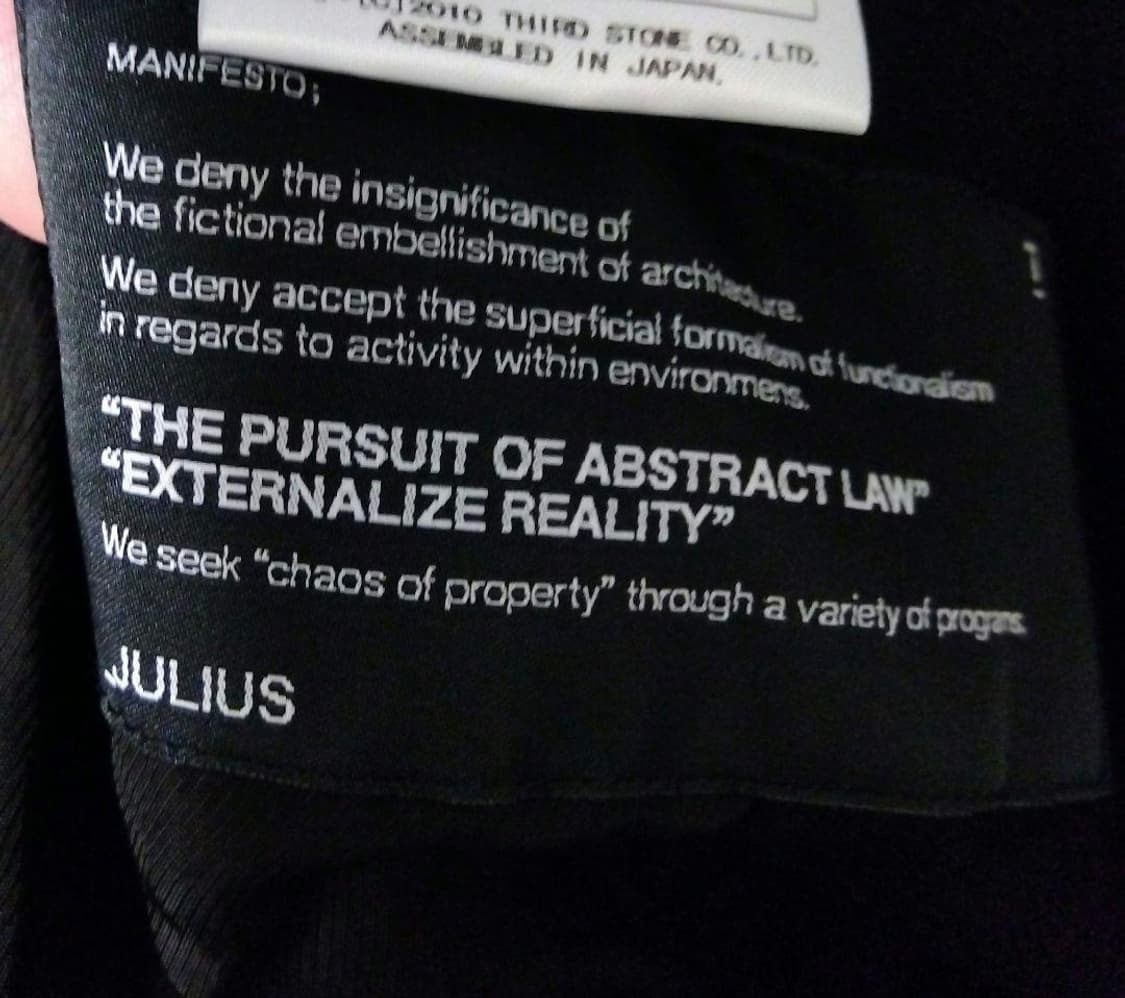 2010 THIRD STONE CO., LTD.
ASSEMBLED IN JAPAN.
MANIFESTO;
We deny the insignificance of
the fictional embellishment of architecture.
We deny accept the superficial formalism of functionalism
in regards to activity within environmens.
“THE PURSUIT OF ABSTRACT LAW”
“EXTERNALIZE REALITY”
We seek “chaos of property” through a variety of
JULIUS